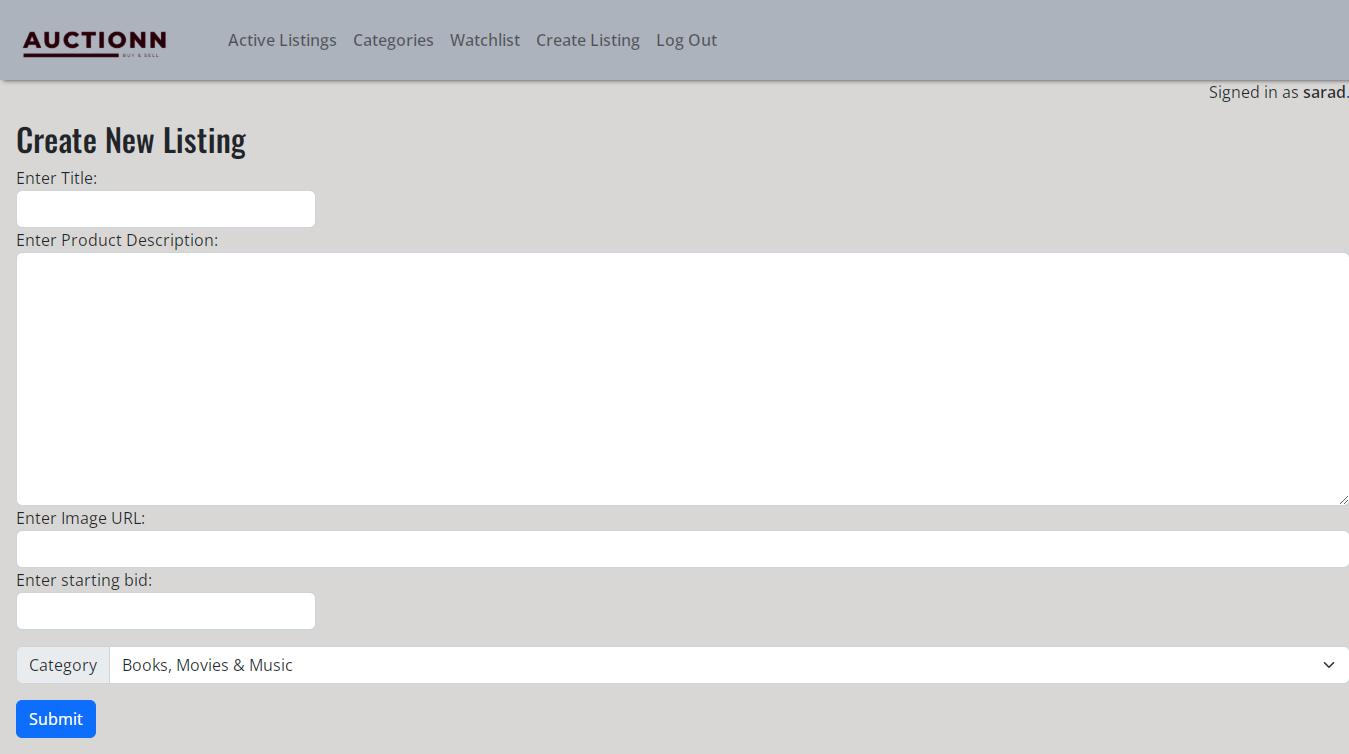 AUCTIONN
BUY & SELL
Active Listings Categories Watchlist Create Listing Log Out
Signed in as sarad.
Create New Listing
Enter Title:
Enter Product Description:
Enter Image URL:
Enter starting bid:
Category Books, Movies & Music
Submit